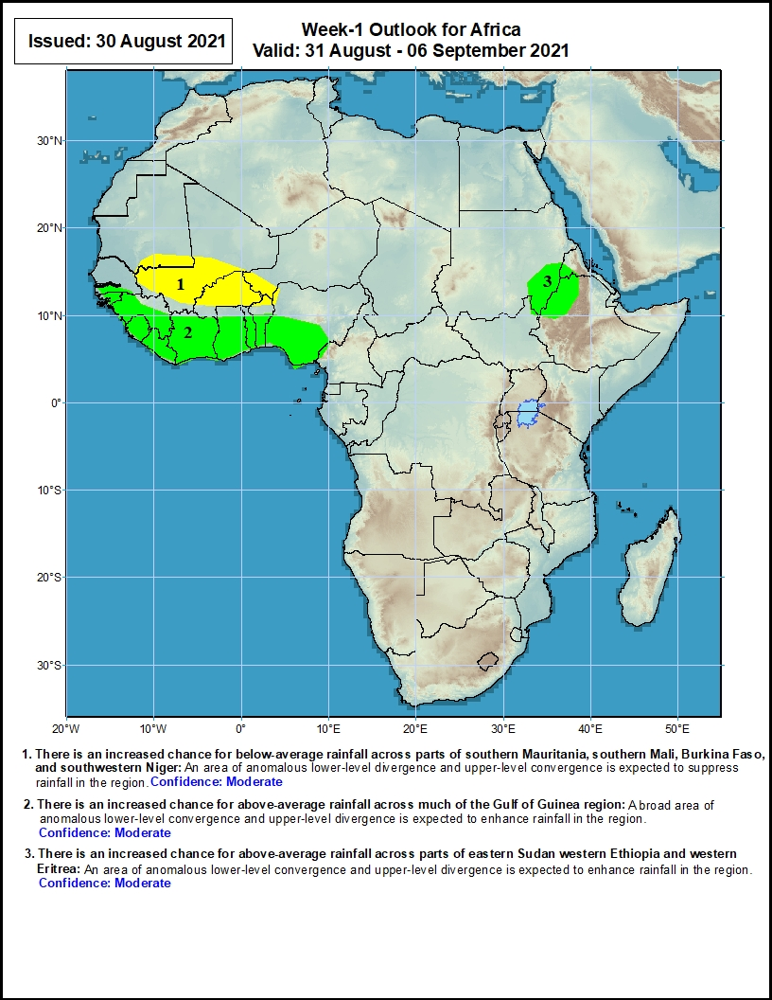 Issued: 30 August 2021
Week-1 Outlook for Africa
Valid: 31 August - 06 September 2021
30°N
20°N
10°N
0°
10°S
20°S
30°S
1
2
3
20°W 10°W 0° 10°E 20°E 30°E 40°E 50°E
1. There is an increased chance for below-average rainfall across parts of southern Mauritania, southern Mali, Burkina Faso,
and southwestern Niger: An area of anomalous lower-level divergence and upper-level convergence is expected to suppress
rainfall in the region. Confidence: Moderate
2. There is an increased chance for above-average rainfall across much of the Gulf of Guinea region: A broad area of
anomalous lower-level convergence and upper-level divergence is expected to enhance rainfall in the region.
Confidence: Moderate
3. There is an increased chance for above-average rainfall across parts of eastern Sudan western Ethiopia and western
Eritrea: An area of anomalous lower-level convergence and upper-level divergence is expected to enhance rainfall in the region.
Confidence: Moderate